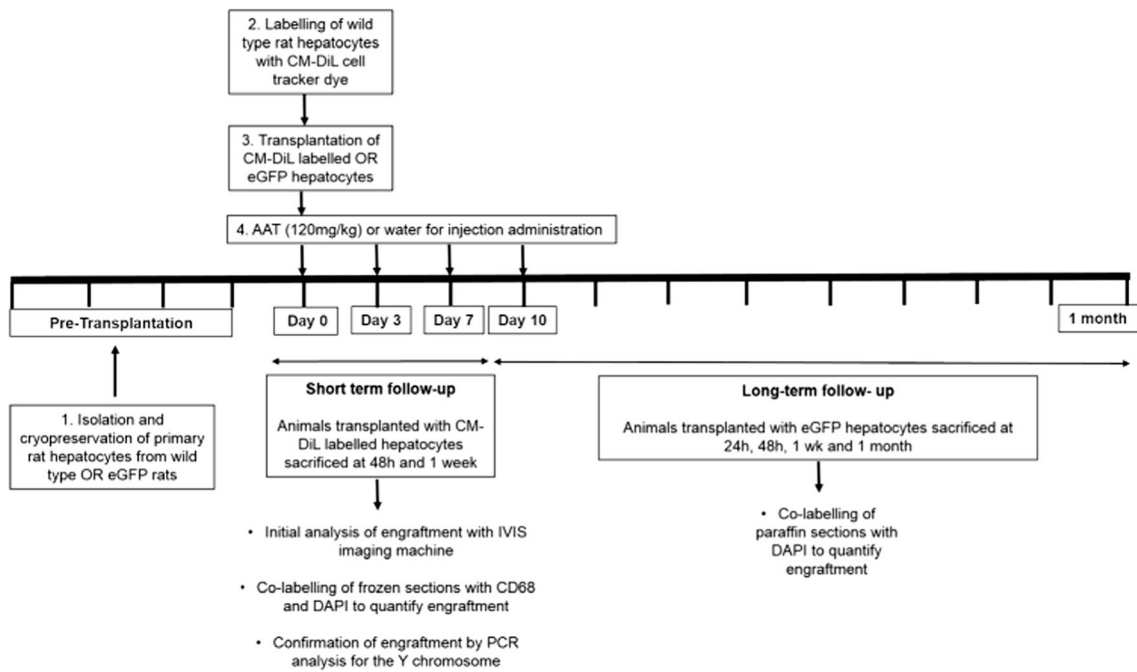 2. Labelling of wild
type rat hepatocytes
with CM-DiL cell
tracker dye
3. Transplantation of
CM-DiL labelled OR
eGFP hepatocytes
4. AAT (120mg/kg) or water for injection administration
Pre-Transplantation
Day 0
Day 3
Day 7
Day 10
1 month
1. Isolation and
cryopreservation of primary
rat hepatocytes from wild
type OR eGFP rats
Short term follow-up
Animals transplanted with CM-
DiL labelled hepatocytes
sacrificed at 48h and 1 week
• Initial analysis of engraftment with IVIS
imaging machine
• Co-labelling of frozen sections with CD68
and DAPI to quantify engraftment
• Confirmation of engraftment by PCR
analysis for the Y chromosome
Long-term follow- up
Animals transplanted with eGFP hepatocytes sacrificed at
24h, 48h, 1 wk and 1 month
• Co-labelling of
paraffin sections with
DAPI to quantify
engraftment